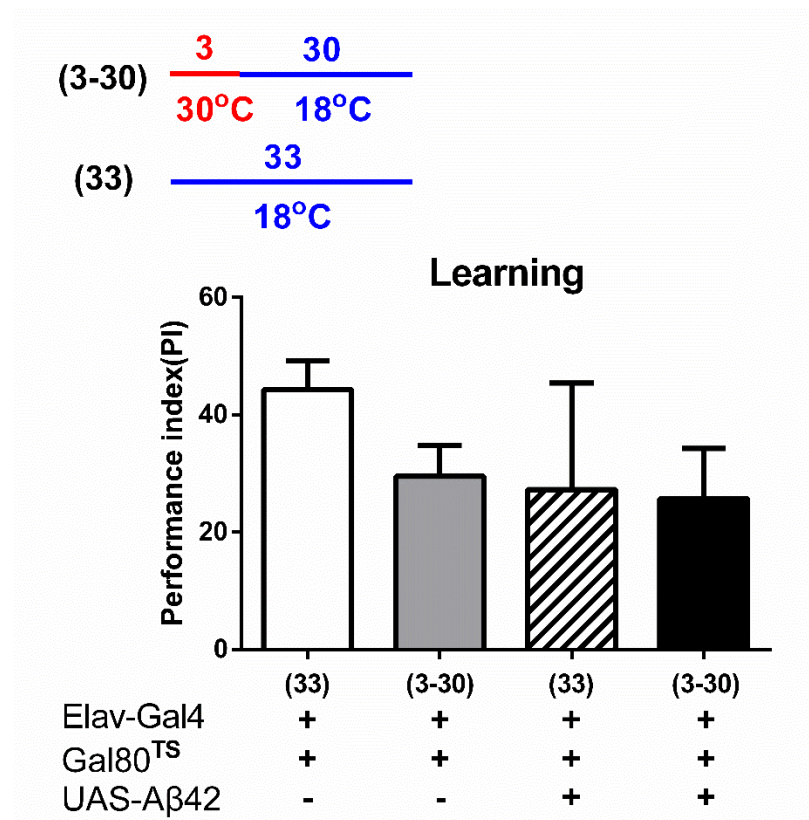 3 30
(3-30)
30°C 18°C
33
(33)
18°C
Learning
60
40
20
0
Performance index(PI)
(33) (3-30) (33) (3-30)
Elav-Gal4 + + + +
Gal80TS + + + +
UAS-Aβ42 - - + +